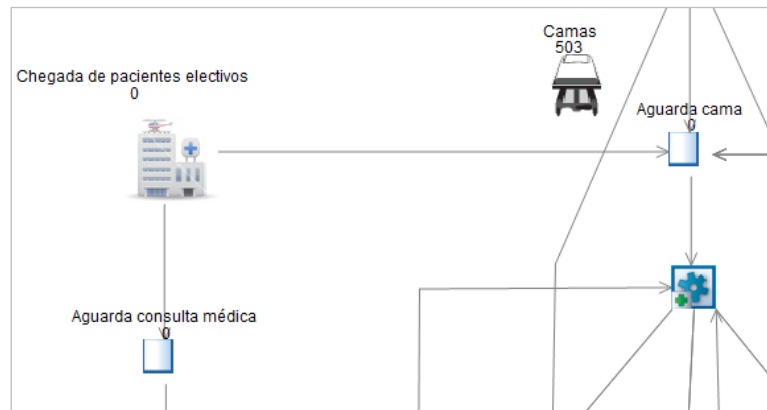 Camas
503
Chegada de pacientes electivos
0
Aguarda cama
0
Aguarda consulta médica
0